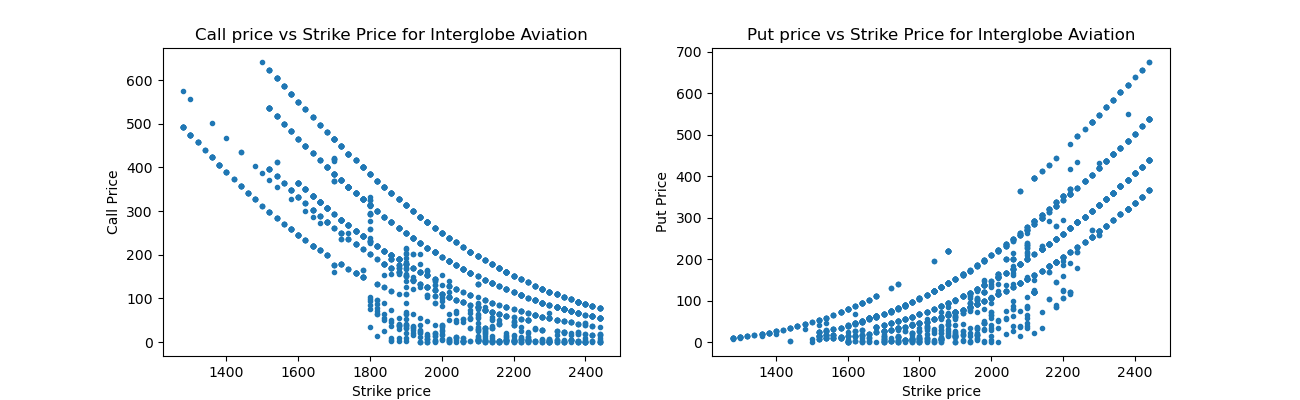 Call price vs Strike Price for Interglobe Aviation
Call Price
600
500
400
300
200
100
0
1400 1600 1800 2000 2200 2400
Strike price
Put price vs Strike Price for Interglobe Aviation
Put Price
700
600
500
400
300
200
100
0
1400 1600 1800 2000 2200 2400
Strike price